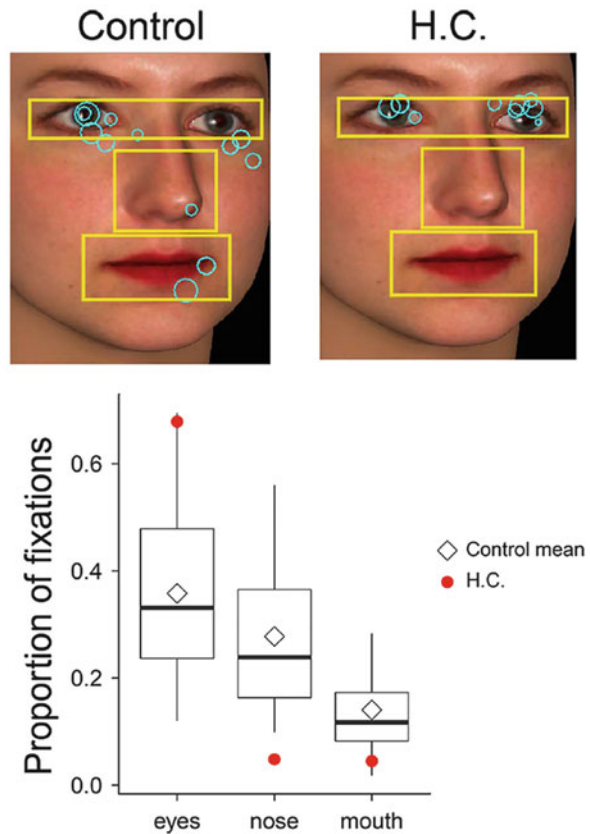 Control
H.C.
Proportion of fixations
0.6
0.4
0.2
0.0
eyes
nose
mouth
Control mean
H.C.